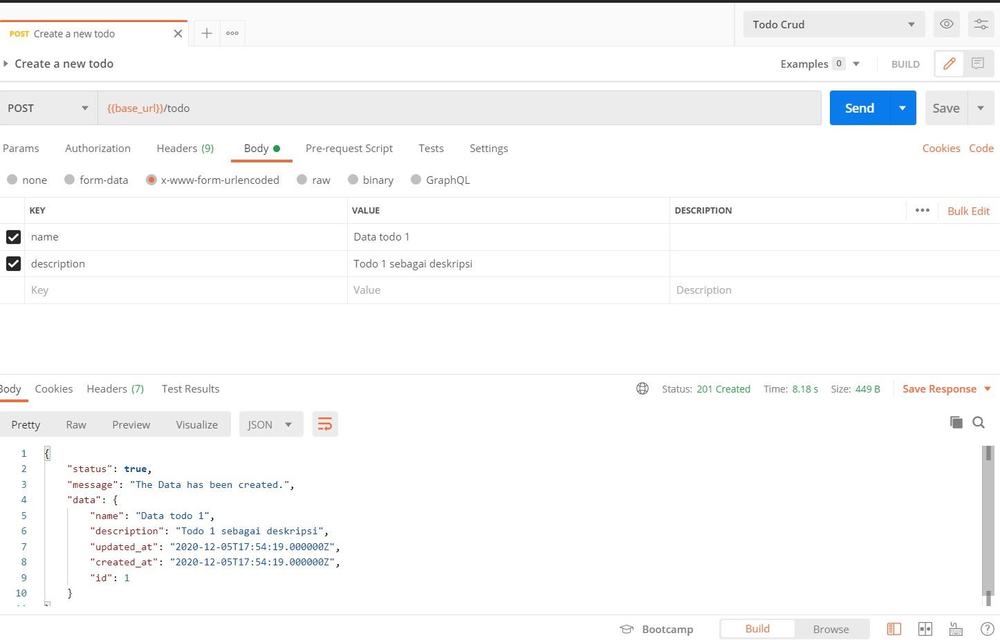 POST Create a new todo
Todo Crud
Create a new todo
Examples 0
BUILD
POST
{{base_url}}/todo
Send
Save
Params Authorization Headers (9) Body Pre-request Script Tests Settings Cookies Code
none form-data x-www-form-urlencoded raw binary GraphQL
KEY VALUE DESCRIPTION ••• Bulk Edit
name Data todo 1
description Todo 1 sebagai deskripsi
Key Value Description
Body Cookies Headers (7) Test Results Status: 201 Created Time: 8.18 s Size: 449 B Save Response
Pretty Raw Preview Visualize JSON
1 {
2 "status": true,
3 "message": "The Data has been created.",
4 "data": {
5 "name": "Data todo 1",
6 "description": "Todo 1 sebagai deskripsi",
7 "updated_at": "2020-12-05T17:54:19.000000Z",
8 "created_at": "2020-12-05T17:54:19.000000Z",
9 "id": 1
10 }
Bootcamp Build Browse ?